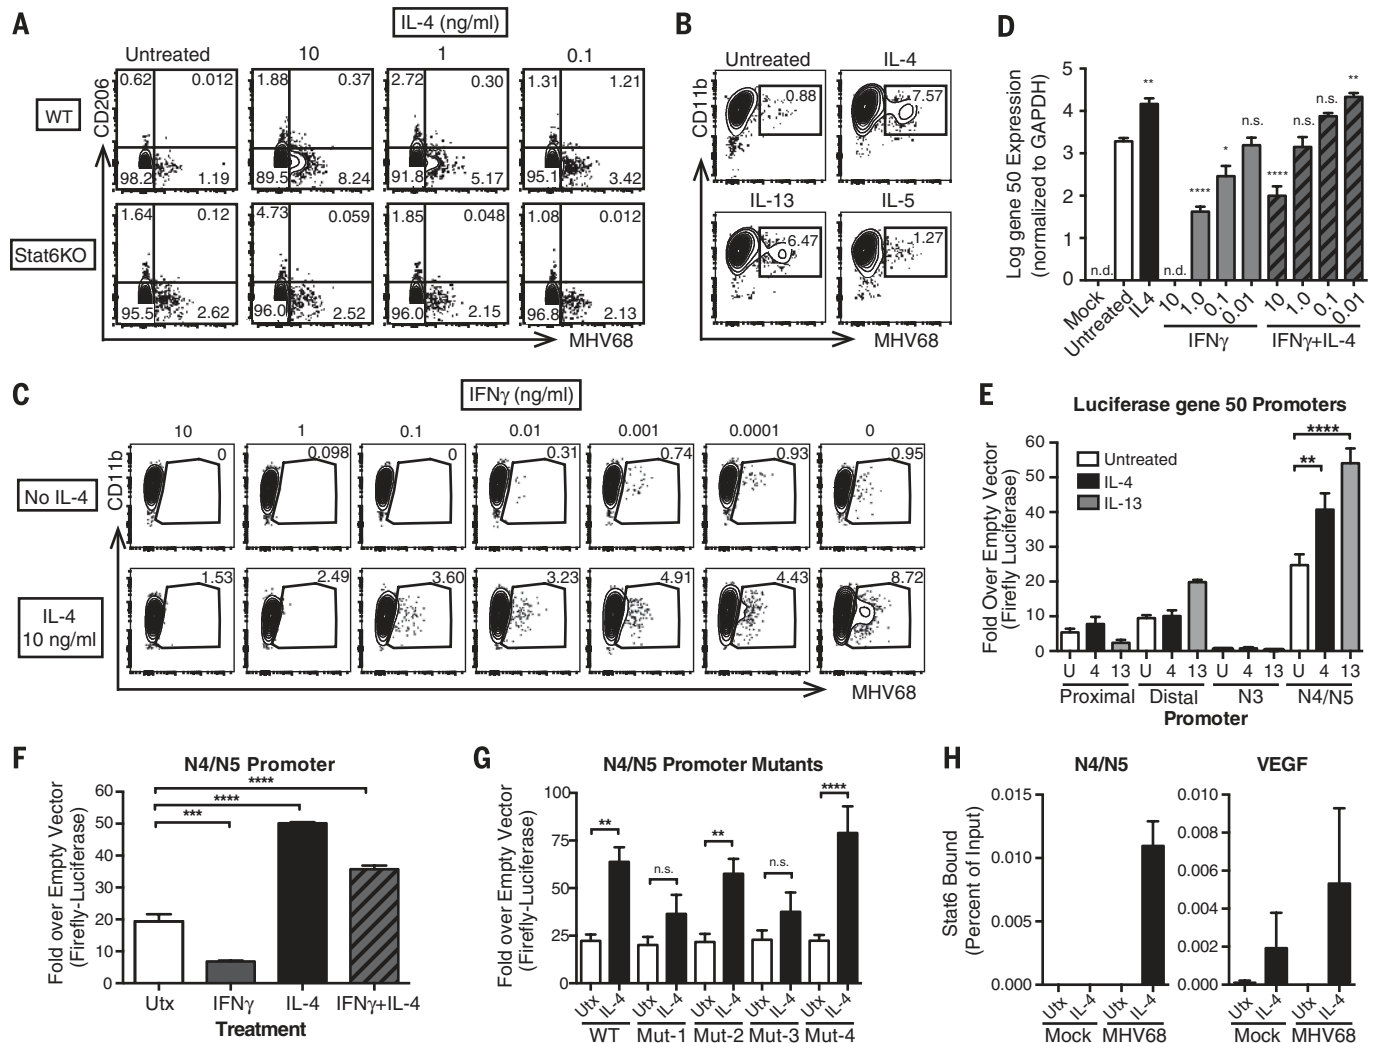 A
IL-4 (ng/ml)
Untreated 10 1 0.1
WT
CD206
0.62 0.012 1.88 0.37 2.72 0.30 1.31 1.21
98.2 1.19 89.5 8.24 91.8 5.17 95.1 3.42
Stat6KO
1.64 0.12 4.73 0.059 1.85 0.048 1.08 0.012
95.5 2.62 96.0 2.52 96.0 2.15 96.8 2.13
MHV68
B
Untreated IL-4
CD11b
0.88 7.57
IL-13 IL-5
6.47 1.27
MHV68
D
Log gene 50 Expression
(normalized to GAPDH)
5
4
3
2
1
0
n.d. ** n.d. **** * n.s. **** n.s. n.s. **
Mock Untreated IL4 10 1.0 0.1 0.01 10 1.0 0.1 0.01
IFNγ IFNγ+IL-4
C
IFNγ (ng/ml)
10 1 0.1 0.01 0.001 0.0001 0
No IL-4
CD11b
0 0.098 0 0.31 0.74 0.93 0.95
IL-4
10 ng/ml
1.53 2.49 3.60 3.23 4.91 4.43 8.72
MHV68
E
Luciferase gene 50 Promoters
Fold Over Empty Vector
(Firefly Luciferase)
60
50
40
30
20
10
0
Untreated
IL-4
IL-13
****
**
U 4 13 U 4 13 U 4 13 U 4 13
Proximal Distal N3 N4/N5
Promoter
F
N4/N5 Promoter
Fold over Empty Vector
(Firefly-Luciferase)
60
50
40
30
20
10
0
****
****
***
Utx IFNγ IL-4 IFNγ+IL-4
Treatment
G
N4/N5 Promoter Mutants
Fold over Empty Vector
(Firefly-Luciferase)
100
75
50
25
0
** n.s. ** n.s. ****
Utx IL-4 Utx IL-4 Utx IL-4 Utx IL-4 Utx IL-4
WT Mut-1 Mut-2 Mut-3 Mut-4
H
N4/N5
Stat6 Bound
(Percent of Input)
0.015
0.010
0.005
0.000
Utx IL-4 Utx IL-4
Mock MHV68
VEGF
0.010
0.008
0.006
0.004
0.002
0.000
Utx IL-4 Utx IL-4
Mock MHV68